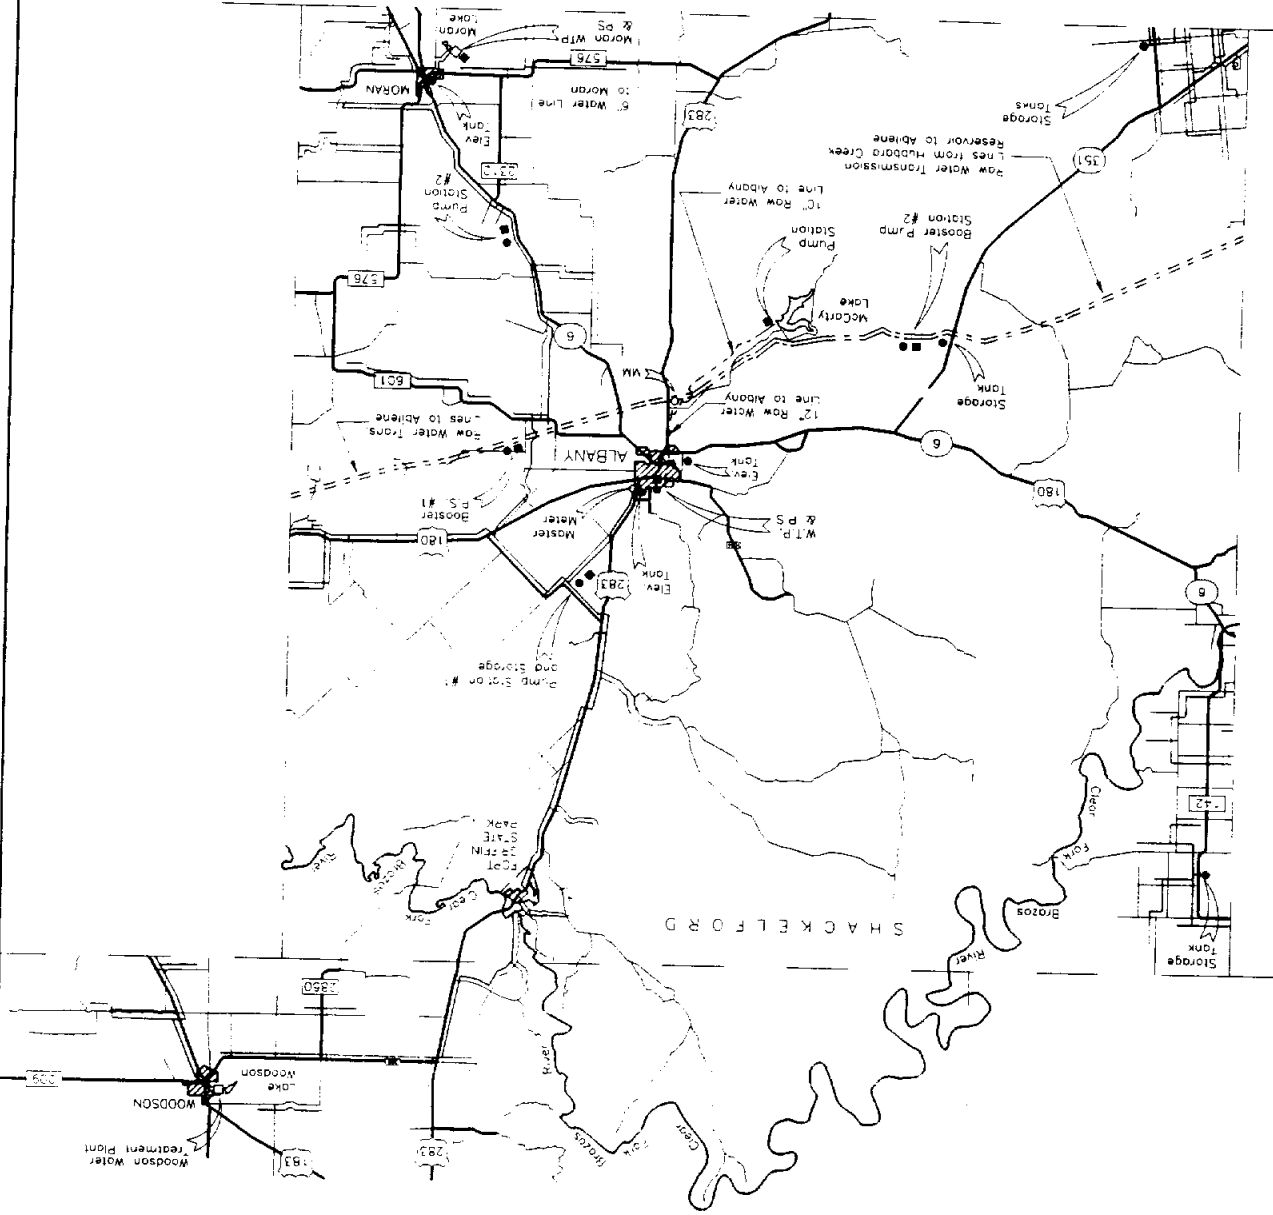 183
283
Woodson Water
Treatment Plant
WOODSON
209
Lake
Woodson
2850
Clear
Fork
Brazos
River
Storage
Tank
River
Brazos
Fork
Clear
SHACKELFORD
Fork
Clear
Brazos
River
FORT
GRIFFIN
STATE
PARK
142
Pump Station #1
and Storage
6
283
Elev.
Tank
W.T.P.
& P.S.
Master
Meter
180
Booster
P.S. #1
180
6
Elev.
Tank
ALBANY
Raw Water Trans.
Lines to Abilene
12" Raw Water
Line to Albany
Storage
Tank
601
MM
6
McCarty
Lake
576
Pump
Station
Booster Pump
Station #2
10" Raw Water
Line to Albany
Pump
Station
#2
Raw Water Transmission
Lines from Hubbard Creek
Reservoir to Abilene
351
Elev.
Tank
283
Storage
Tanks
6" Water Line
to Moran
MORAN
576
Moran WTP
& PS
Moran
Lake